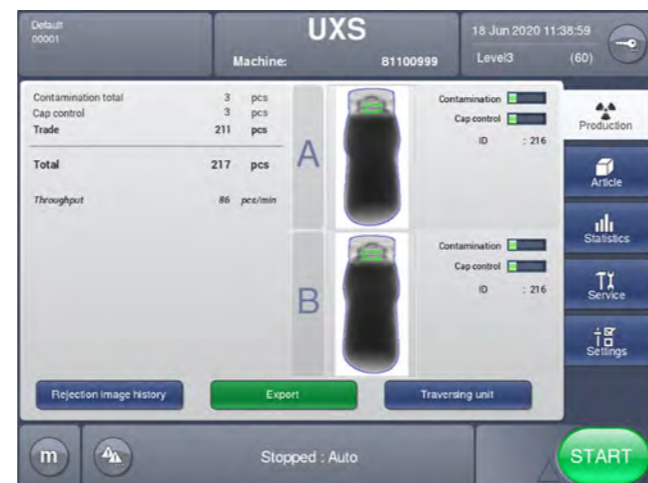 Default
00001
UXS
Machine: 81100999
18 Jun 2020 11:38:59
Level3 (60)
Contamination total 3 pcs
Cap control 3 pcs
Trade 211 pcs
Total 217 pcs
Throughput 86 pcs/min
A
Contamination
Cap control
ID : 216
B
Contamination
Cap control
ID : 216
Production
Article
Statistics
Service
Settings
Rejection image history
Export
Traversing unit
m
Stopped : Auto
START